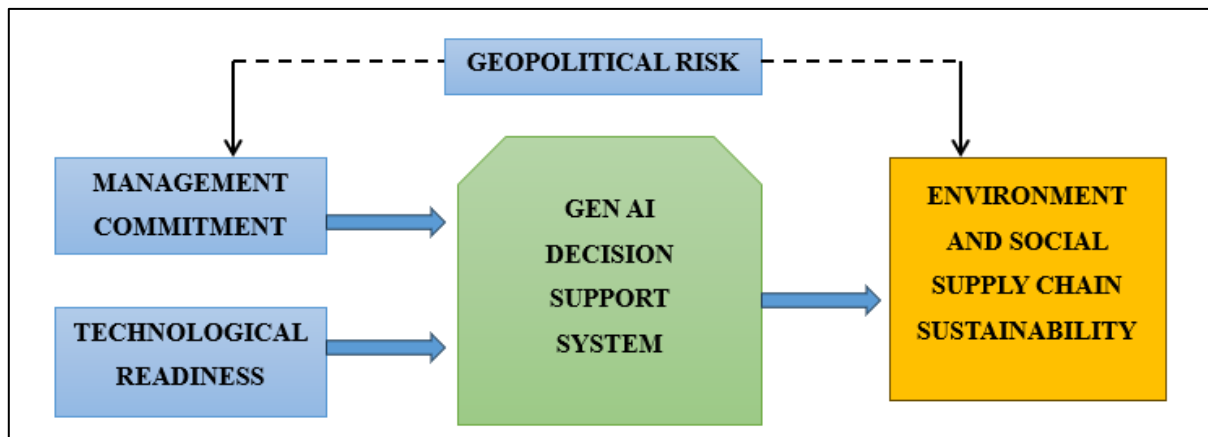 GEOPOLITICAL RISK
MANAGEMENT
COMMITMENT
TECHNOLOGICAL
READINESS
GEN AI
DECISION
SUPPORT
SYSTEM
ENVIRONMENT
AND SOCIAL
SUPPLY CHAIN
SUSTAINABILITY